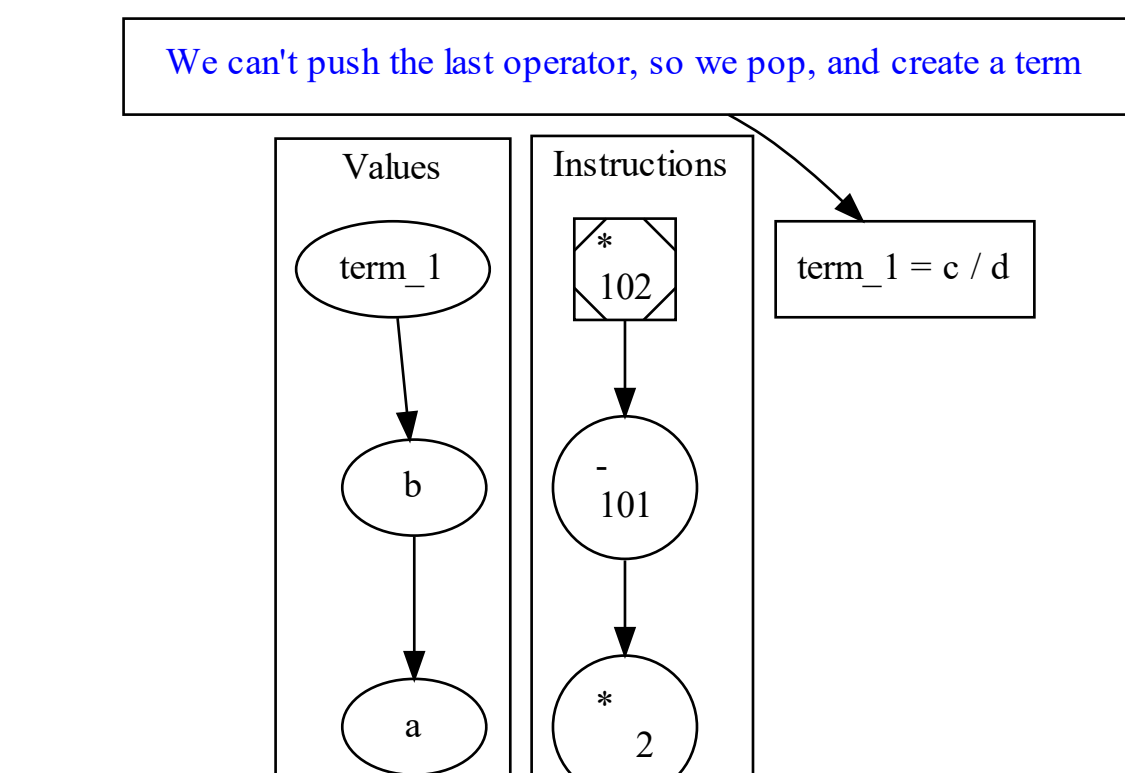 We can't push the last operator, so we pop, and create a term
Values
Instructions
term_1
*
102
term_1 = c / d
b
-
101
a
*
2